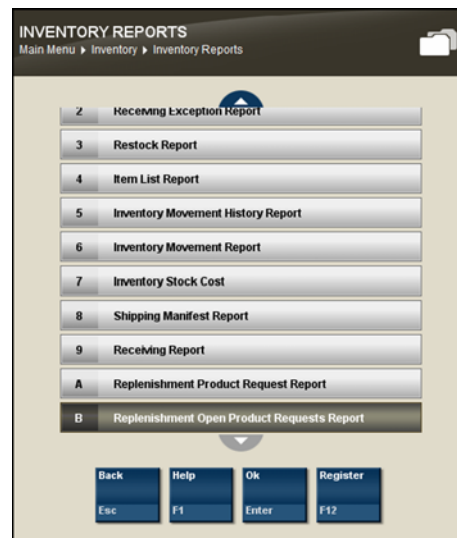 INVENTORY REPORTS
Main Menu ▶ Inventory ▶ Inventory Reports
2 Receiving Exception Report
3 Restock Report
4 Item List Report
5 Inventory Movement History Report
6 Inventory Movement Report
7 Inventory Stock Cost
8 Shipping Manifest Report
9 Receiving Report
A Replenishment Product Request Report
B Replenishment Open Product Requests Report
Back Help Ok Register
Esc F1 Enter F12